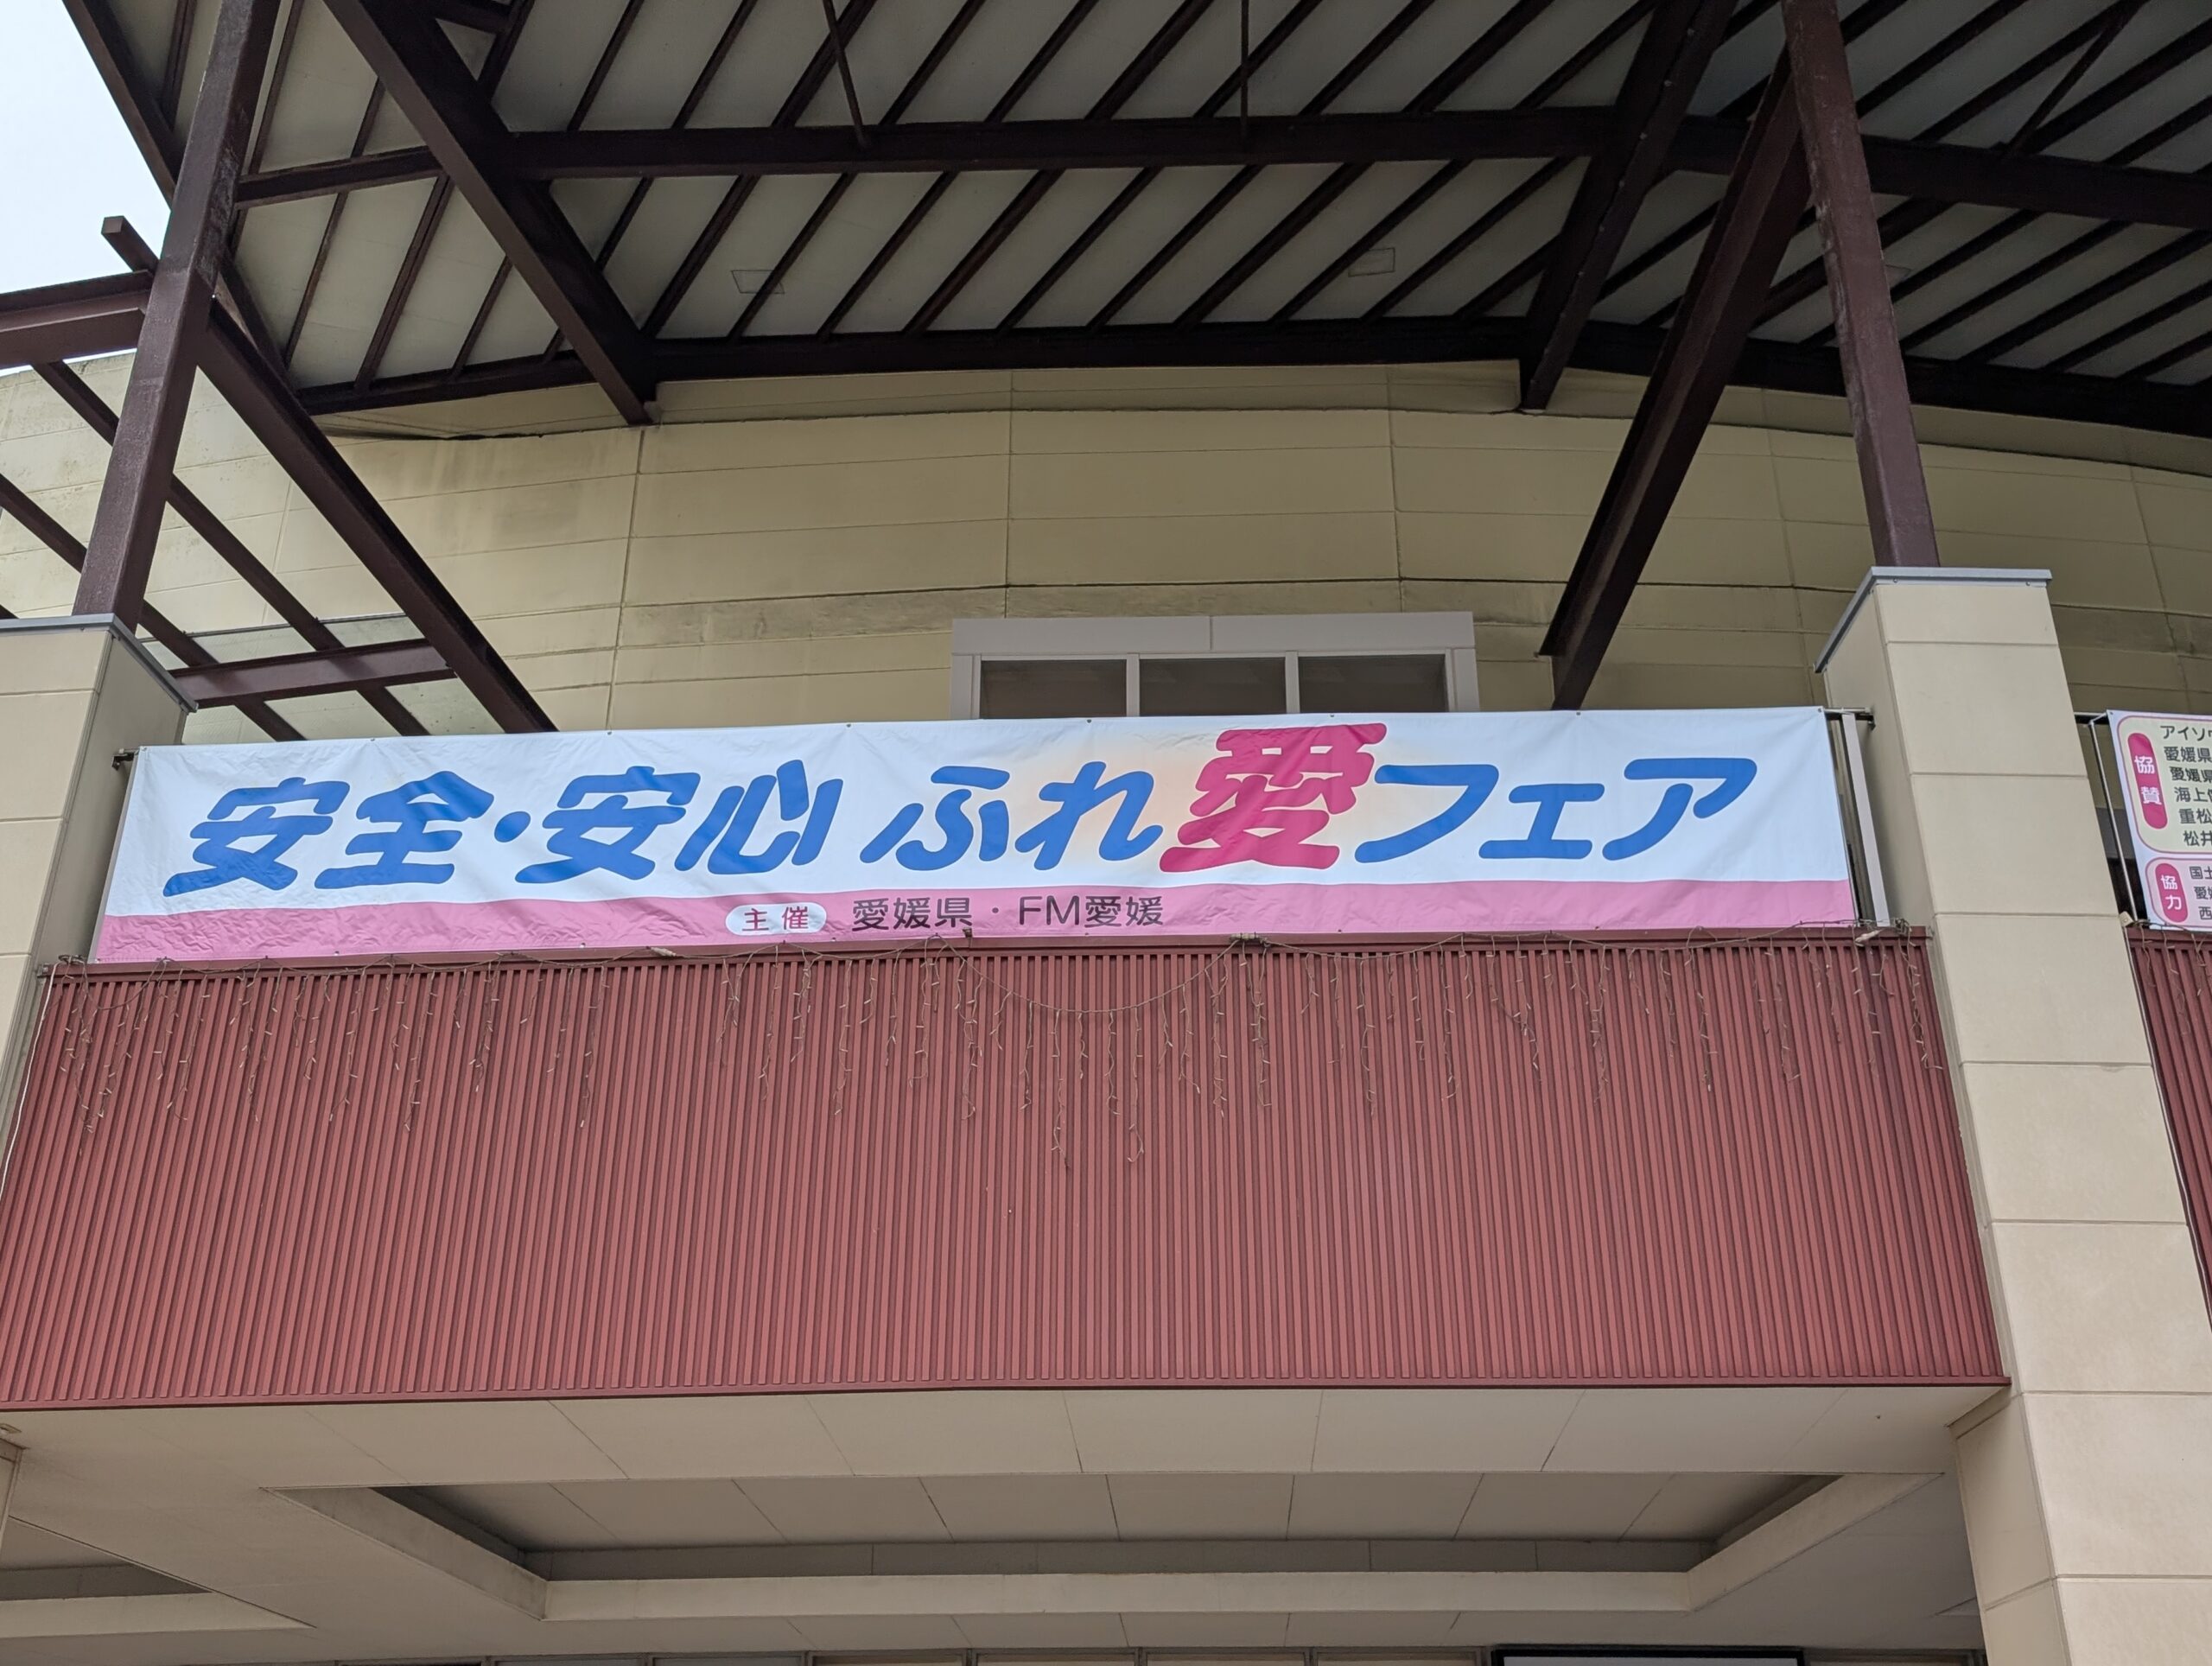 安全・安心 ふれ愛フェア
主催 愛媛県・FM愛媛
協賛
アイソ
愛媛県
愛媛県
海上
重松
松井
協力
国土
愛媛
西